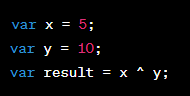 var x = 5;
var y = 10;
var result = x ^ y;